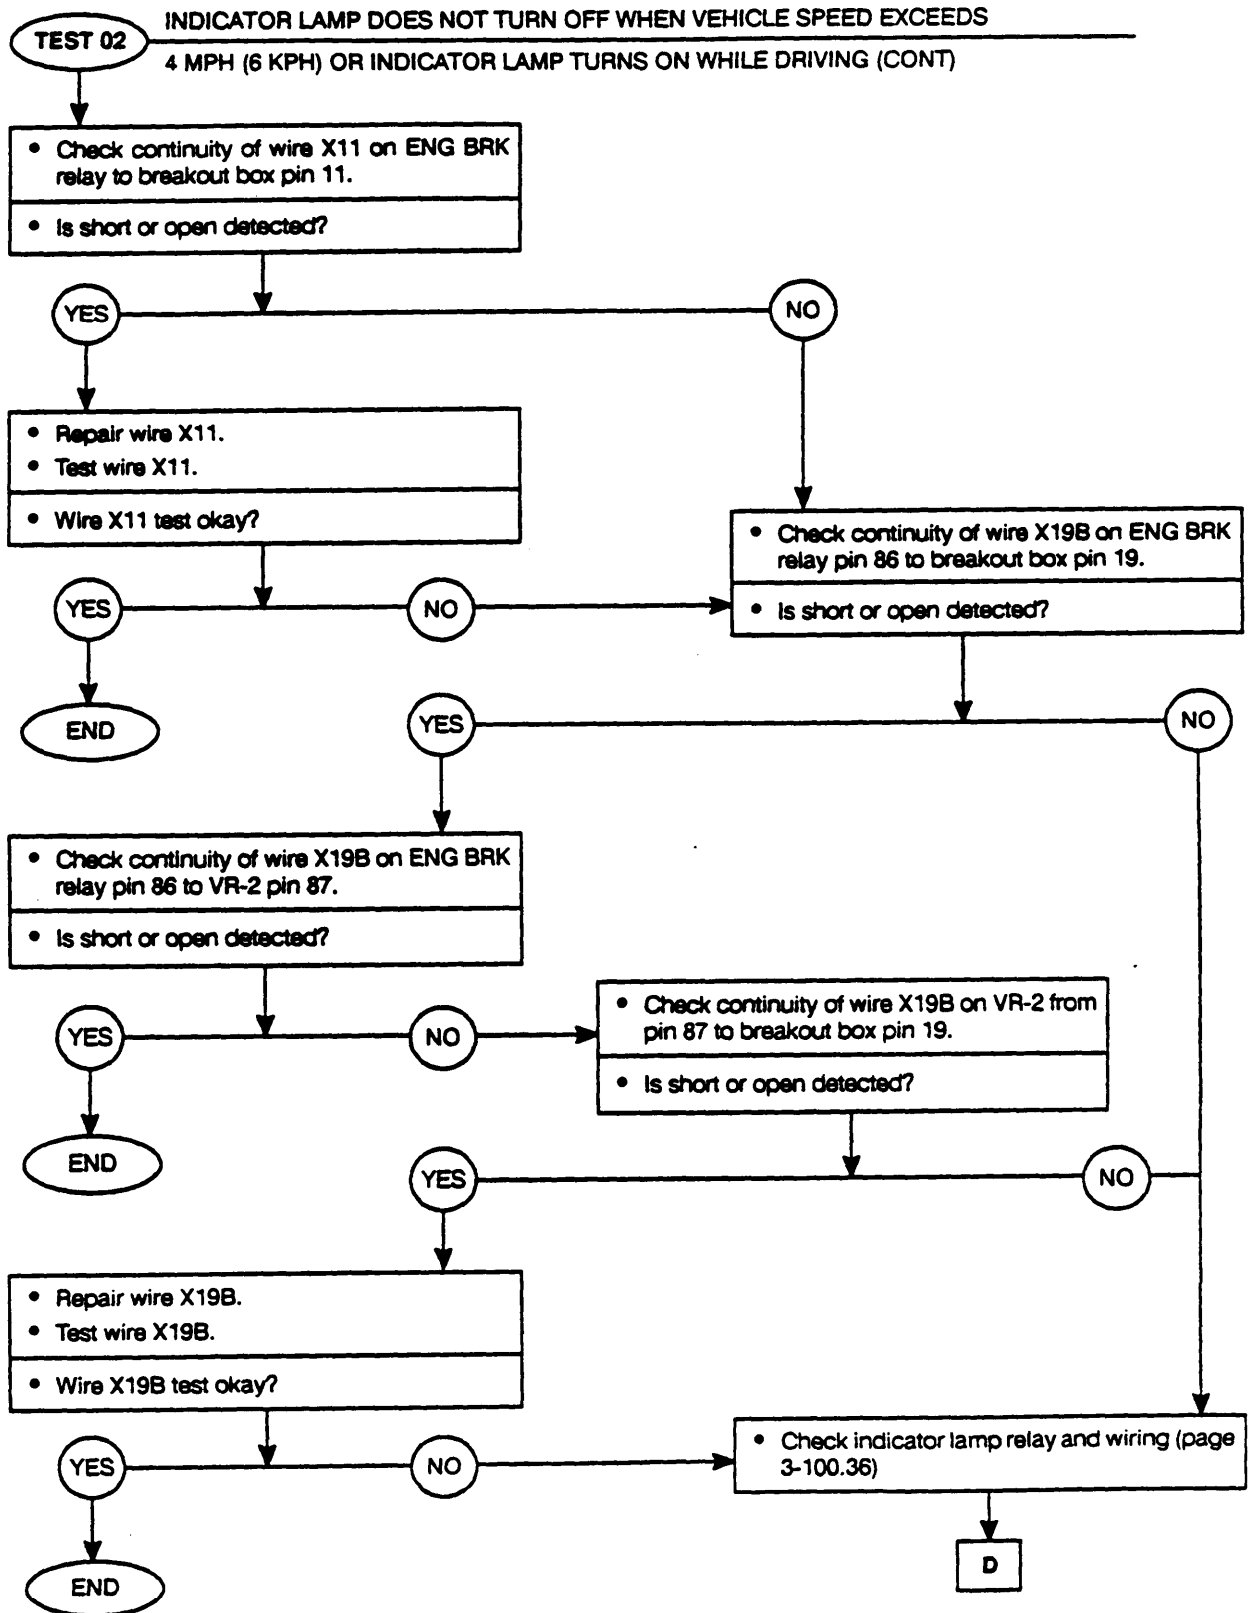 TEST 02
INDICATOR LAMP DOES NOT TURN OFF WHEN VEHICLE SPEED EXCEEDS
4 MPH (6 KPH) OR INDICATOR LAMP TURNS ON WHILE DRIVING (CONT)
• Check continuity of wire X11 on ENG BRK
relay to breakout box pin 11.
• Is short or open detected?
YES
NO
• Repair wire X11.
• Test wire X11.
• Wire X11 test okay?
• Check continuity of wire X19B on ENG BRK
relay pin 86 to breakout box pin 19.
• Is short or open detected?
YES
NO
END
YES
NO
• Check continuity of wire X19B on ENG BRK
relay pin 86 to VR-2 pin 87.
• Is short or open detected?
• Check continuity of wire X19B on VR-2 from
pin 87 to breakout box pin 19.
• Is short or open detected?
YES
NO
END
YES
NO
• Repair wire X19B.
• Test wire X19B.
• Wire X19B test okay?
• Check indicator lamp relay and wiring (page
3-100.36)
YES
NO
END
D